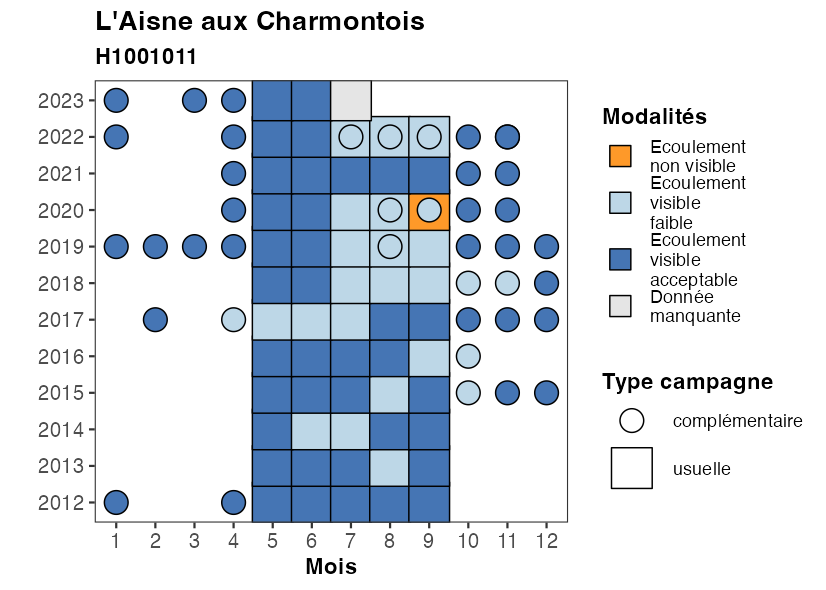 L'Aisne aux Charmontois
H1001011
2023
2022
2021
2020
2019
2018
2017
2016
2015
2014
2013
2012
1 2 3 4 5 6 7 8 9 10 11 12
Mois
Modalités
Ecoulement
non visible
Ecoulement
visible
faible
Ecoulement
visible
acceptable
Donnée
manquante
Type campagne
complémentaire
usuelle